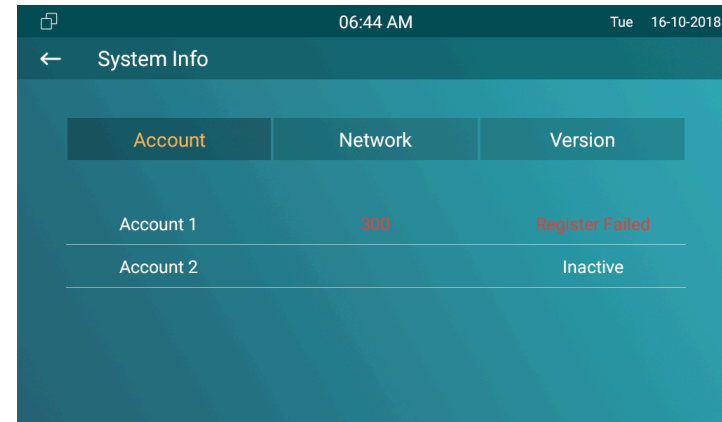 06:44 AM Tue 16-10-2018
System Info
Account Network Version
Account 1 300 Register Failed
Account 2 Inactive